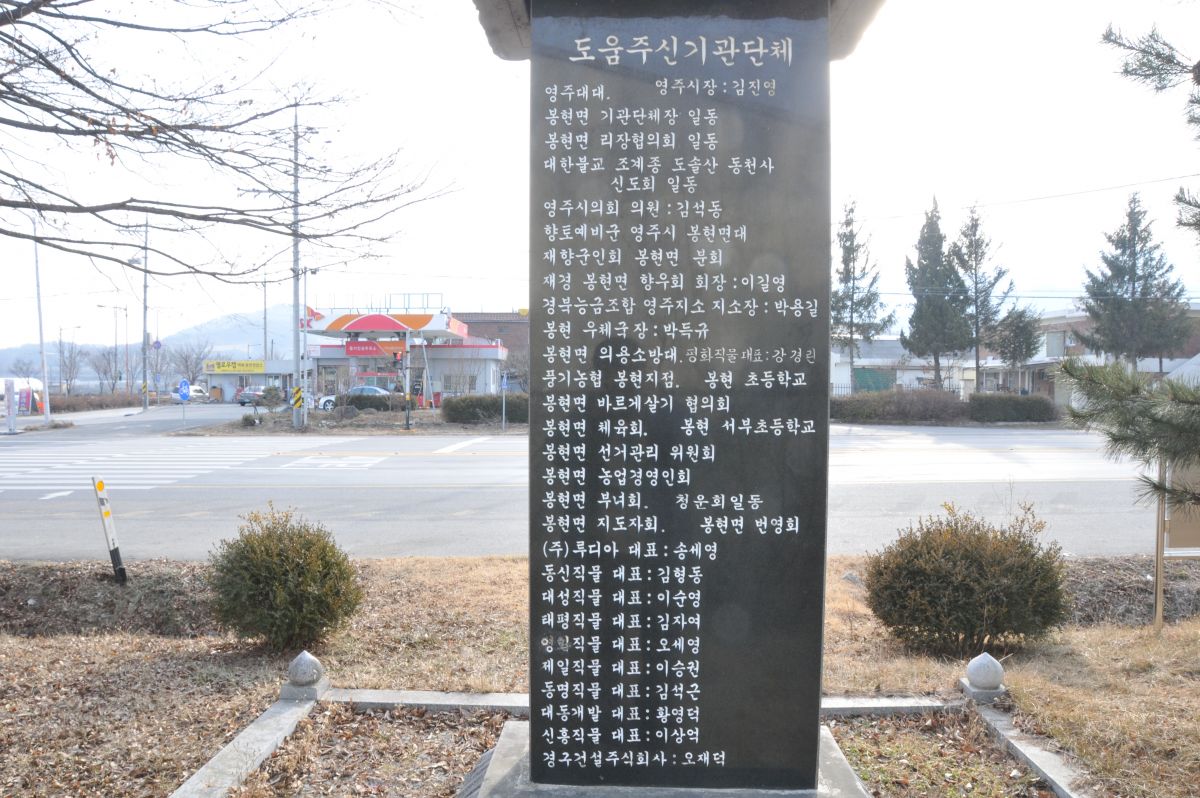 도움주신기관단체
영주대대. 영주시장 : 김진영
봉현면 기관단체장 일동
봉현면 리장협의회 일동
대한불교 조계종 도솔산 동천사
신도회 일동
영주시의회 의원 : 김석동
향토예비군 영주시 봉현면대
재향군인회 봉현면 분회
재경 봉현면 향우회 회장 : 이길영
경북능금조합 영주지소 지소장 : 박용길
봉현 우체국장 : 박득규
봉현면 의용소방대. 평화직물대표 : 강경린
풍기농협 봉현지점. 봉현 초등학교
봉현면 바르게살기 협의회
봉현면 체육회. 봉현 서부초등학교
봉현면 선거관리 위원회
봉현면 농업경영인회
봉현면 부녀회. 청운회일동
봉현면 지도자회. 봉현면 번영회
(주)루디아 대표 : 송세영
동신직물 대표 : 김형동
대성직물 대표 : 이순영
태평직물 대표 : 김자여
영화직물 대표 : 오세영
제일직물 대표 : 이승권
동명직물 대표 : 김석근
대동개발 대표 : 황영덕
신흥직물 대표 : 이상억
경구건설주식회사 : 오재덕